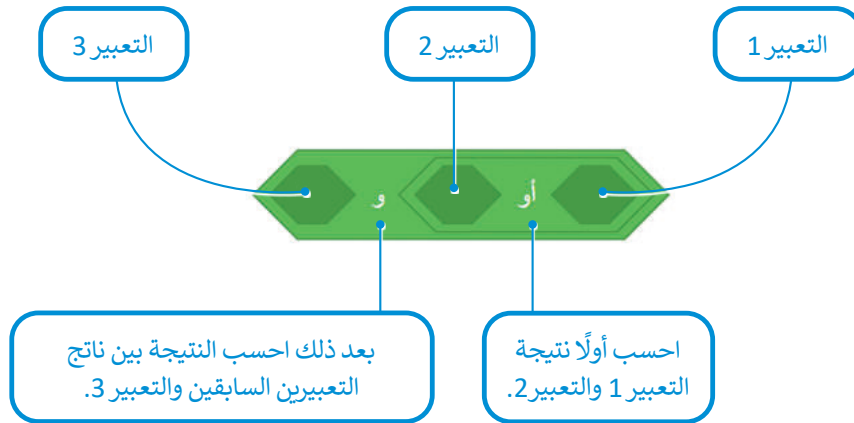 التعبير 1
التعبير 2
التعبير 3
أو
و
احسب أولًا نتيجة
التعبير 1 والتعبير2.
بعد ذلك احسب النتيجة بين ناتج
التعبيرين السابقين والتعبير 3.